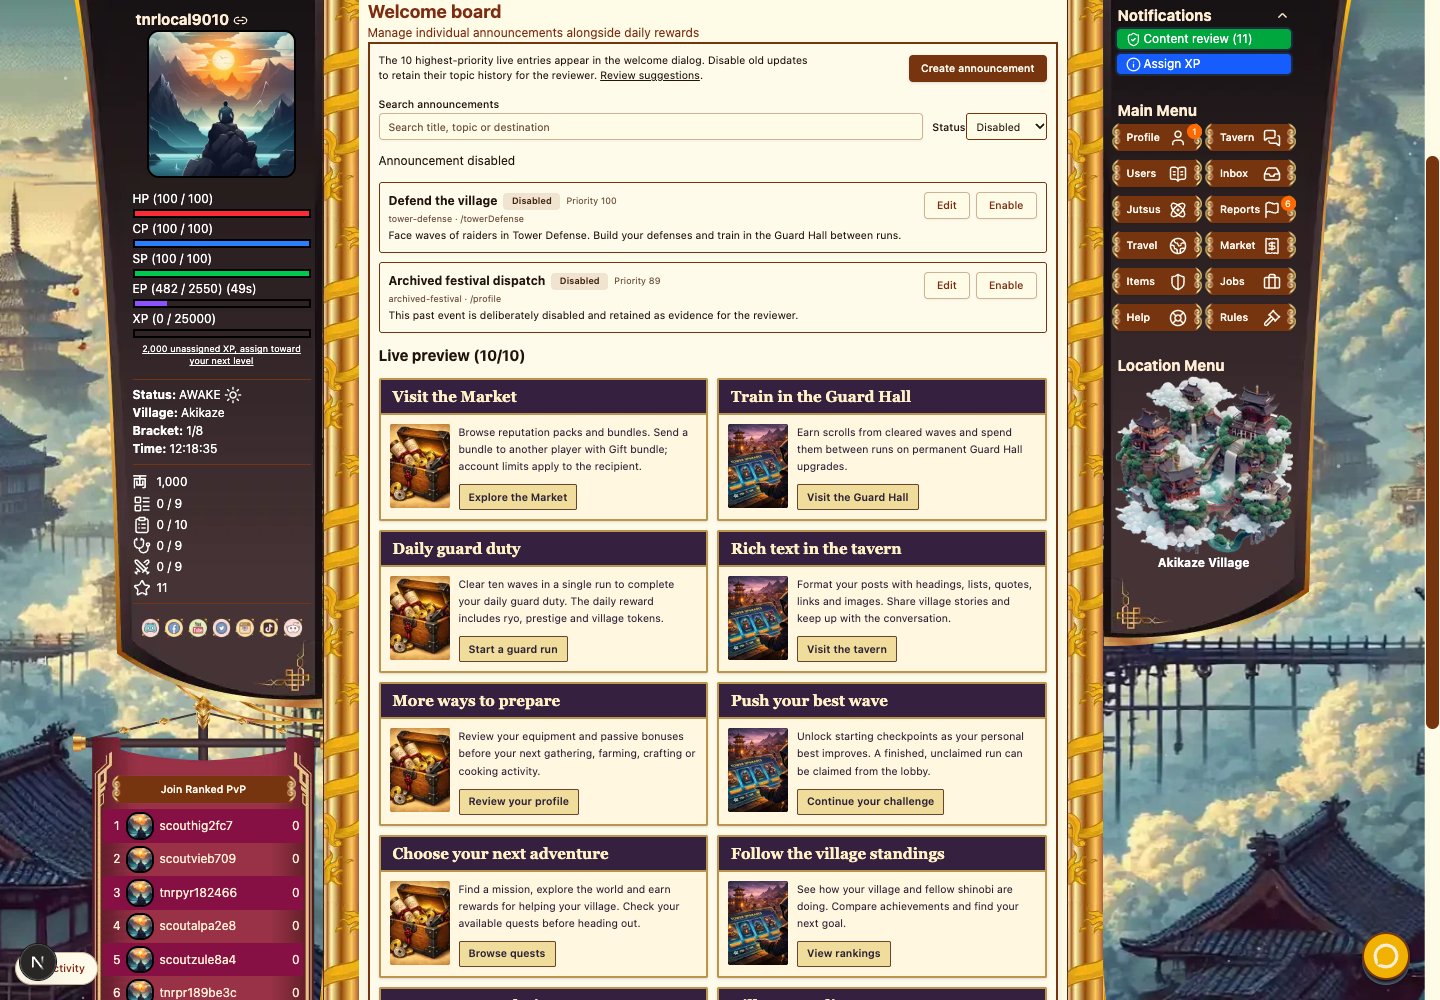 tnrlocal9010
HP (100 / 100)
CP (100 / 100)
SP (100 / 100)
EP (482 / 2550) (49s)
XP (0 / 25000)
2,000 unassigned XP, assign toward
your next level
Status: AWAKE
Village: Akikaze
Bracket: 1/8
Time: 12:18:35
両 1,000
0 / 9
0 / 10
0 / 9
0 / 9
11
Join Ranked PvP
1 scouthig2fc7 0
2 scoutvieb709 0
3 tnrpyr182466 0
4 scoutalpa2e8 0
5 scoutzule8a4 0
6 tnrpr189be3c 0
N
Welcome board
Manage individual announcements alongside daily rewards
The 10 highest-priority live entries appear in the welcome dialog. Disable old updates
to retain their topic history for the reviewer. Review suggestions.
Create announcement
Search announcements
Search title, topic or destination
Status
Disabled
Announcement disabled
Defend the village Disabled Priority 100
tower-defense · /towerDefense
Face waves of raiders in Tower Defense. Build your defenses and train in the Guard Hall between runs.
Edit
Enable
Archived festival dispatch Disabled Priority 89
archived-festival · /profile
This past event is deliberately disabled and retained as evidence for the reviewer.
Edit
Enable
Live preview (10/10)
Visit the Market
Browse reputation packs and bundles. Send a
bundle to another player with Gift bundle;
account limits apply to the recipient.
Explore the Market
Train in the Guard Hall
Earn scrolls from cleared waves and spend
them between runs on permanent Guard Hall
upgrades.
Visit the Guard Hall
Daily guard duty
Clear ten waves in a single run to complete
your daily guard duty. The daily reward
includes ryo, prestige and village tokens.
Start a guard run
Rich text in the tavern
Format your posts with headings, lists, quotes,
links and images. Share village stories and
keep up with the conversation.
Visit the tavern
More ways to prepare
Review your equipment and passive bonuses
before your next gathering, farming, crafting or
cooking activity.
Review your profile
Push your best wave
Unlock starting checkpoints as your personal
best improves. A finished, unclaimed run can
be claimed from the lobby.
Continue your challenge
Choose your next adventure
Find a mission, explore the world and earn
rewards for helping your village. Check your
available quests before heading out.
Browse quests
Follow the village standings
See how your village and fellow shinobi are
doing. Compare achievements and find your
next goal.
View rankings
Notifications
Content review (11)
Assign XP
Main Menu
Profile 1
Tavern
Users
Inbox
Jutsus
Reports 6
Travel
Market
Items
Jobs
Help
Rules
Location Menu
Akikaze Village